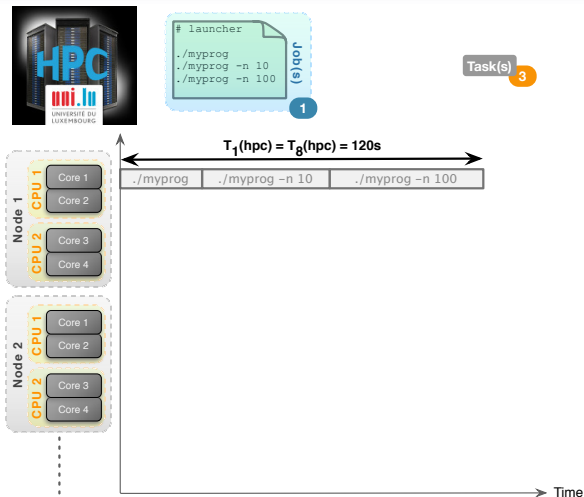 HPC
uni.lu
UNIVERSITÉ DU
LUXEMBOURG
# launcher
./myprog
./myprog -n 10
./myprog -n 100
Job(s)
1
Task(s)
3
T1(hpc) = T8(hpc) = 120s
./myprog
./myprog -n 10
./myprog -n 100
Node 1
CPU 1
Core 1
Core 2
CPU 2
Core 3
Core 4
Node 2
CPU 1
Core 1
Core 2
CPU 2
Core 3
Core 4
Time